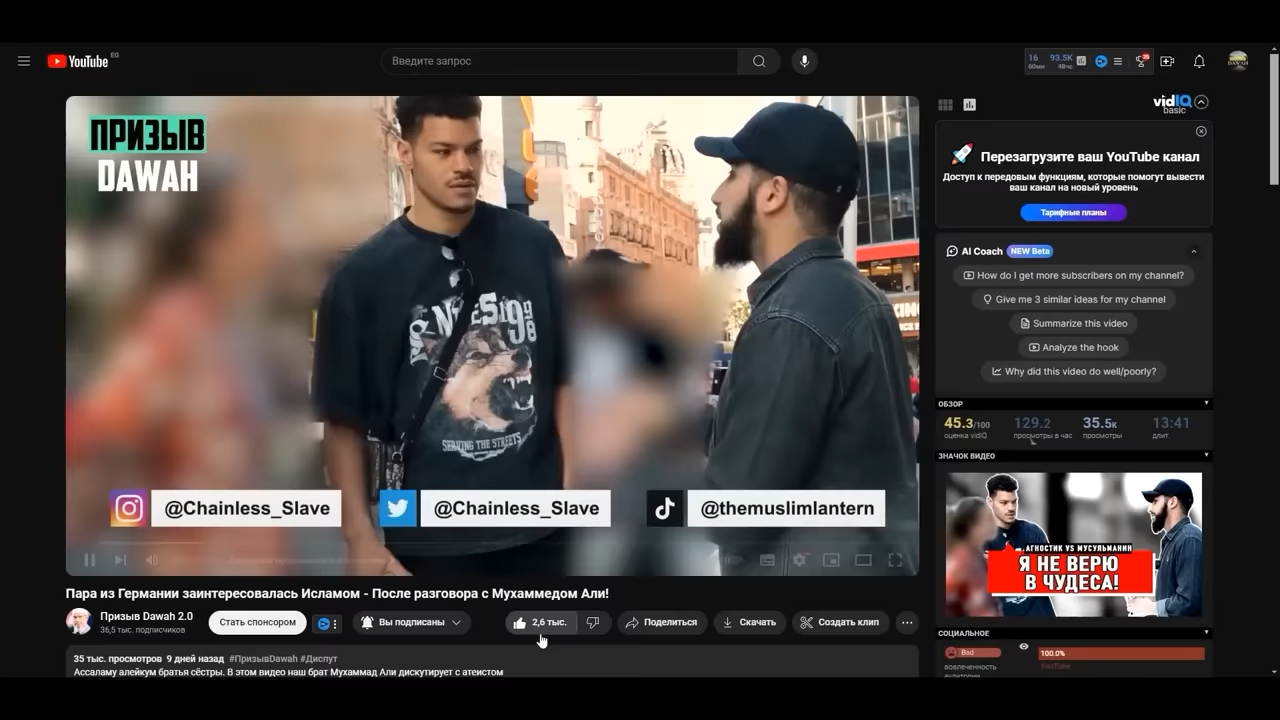 YouTube EG
Введите запрос
16
60мин
93.5K
48чс
ПРИЗЫВ
DAWAH
@Chainless_Slave
@Chainless_Slave
@themuslimlantern
SERVING THE STREETS
Пара из Германии заинтересовалась Исламом - После разговора с Мухаммедом Али!
Призыв Dawah 2.0
36,5 тыс. подписчиков
Стать спонсором
Вы подписаны
2,6 тыс.
Поделиться
Скачать
Создать клип
35 тыс. просмотров 9 дней назад #ПризывDawah #Диспут
Ассаламу алейкум братья сёстры. В этом видео наш брат Мухаммад Али дискутирует с атеистом
vidIQ
basic
Перезагрузите ваш YouTube канал
Доступ к передовым функциям, которые помогут вывести
ваш канал на новый уровень
Тарифные планы
AI Coach NEW Beta
How do I get more subscribers on my channel?
Give me 3 similar ideas for my channel
Summarize this video
Analyze the hook
Why did this video do well/poorly?
ОБЗОР
45.3/100
оценка vidIQ
129.2
просмотры в час
35.5K
просмотры
13:41
длит.
ЗНАЧОК ВИДЕО
АГНОСТИК VS МУСУЛЬМАНИН
Я НЕ ВЕРЮ
В ЧУДЕСА!
СОЦИАЛЬНОЕ
Bad
вовлеченность
100.0%
YouTube